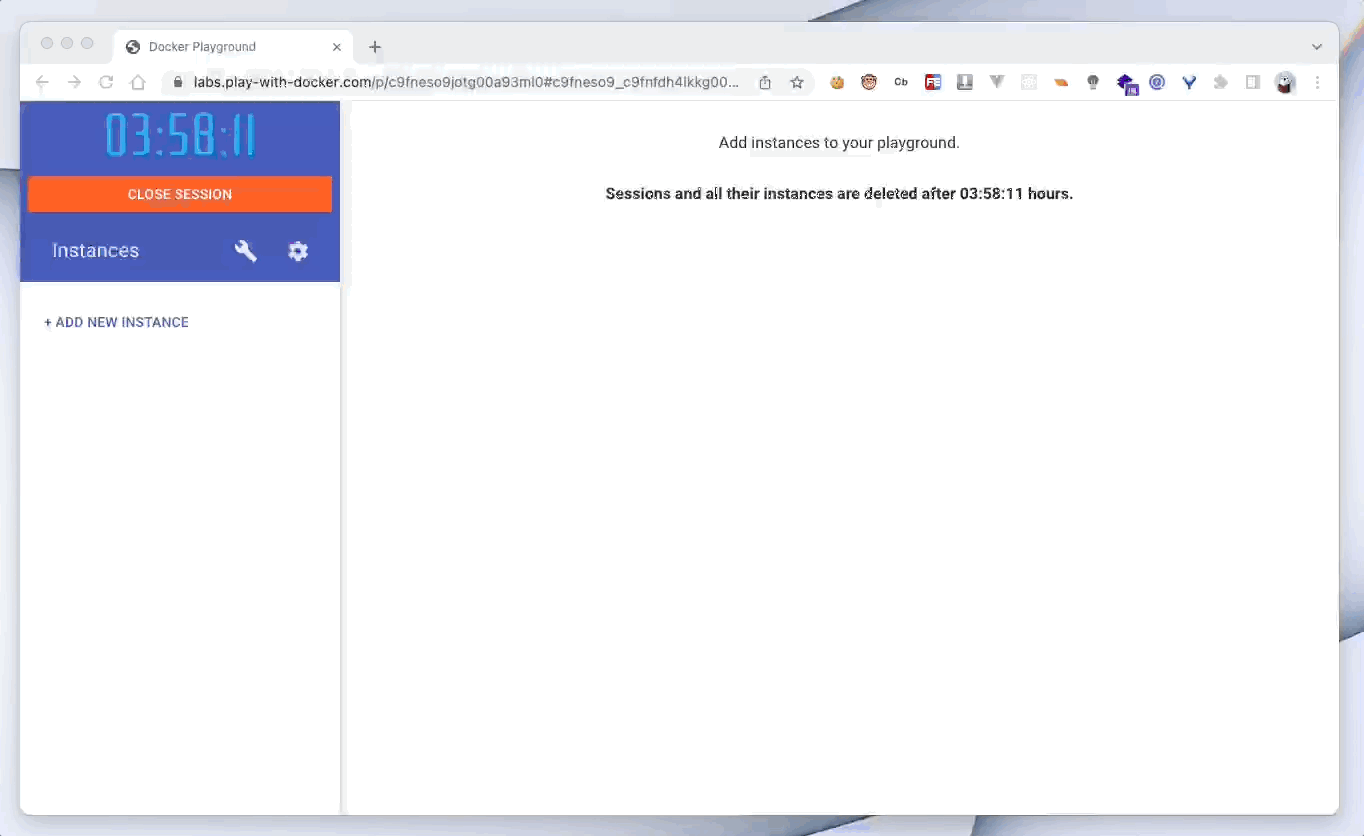 Docker Playground
labs.play-with-docker.com/p/c9fneso9jotg00a93ml0#c9fneso9_c9fnfdh4lkkg00...
Cb
03:58:11
CLOSE SESSION
Instances
+ ADD NEW INSTANCE
Add instances to your playground.
Sessions and all their instances are deleted after 03:58:11 hours.